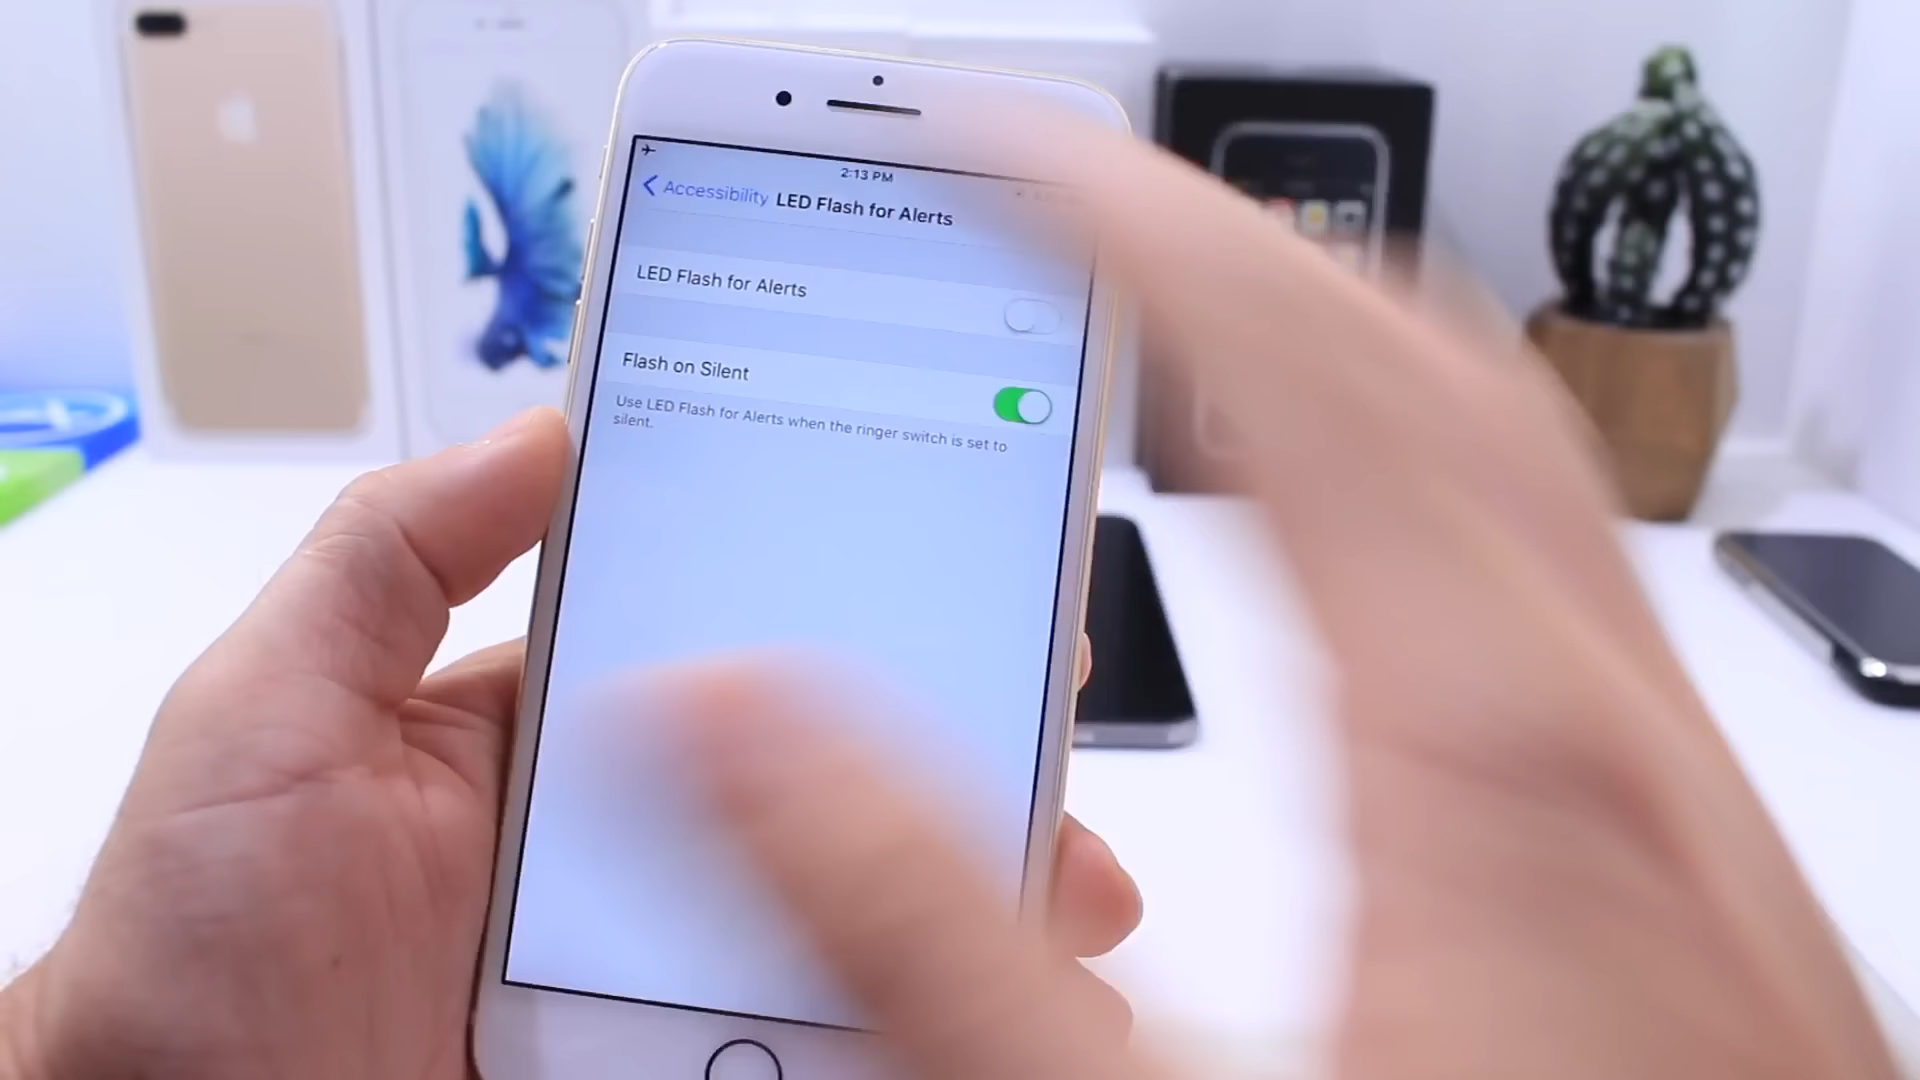 2:13 PM
Accessibility LED Flash for Alerts
LED Flash for Alerts
Flash on Silent
Use LED Flash for Alerts when the ringer switch is set to
silent.